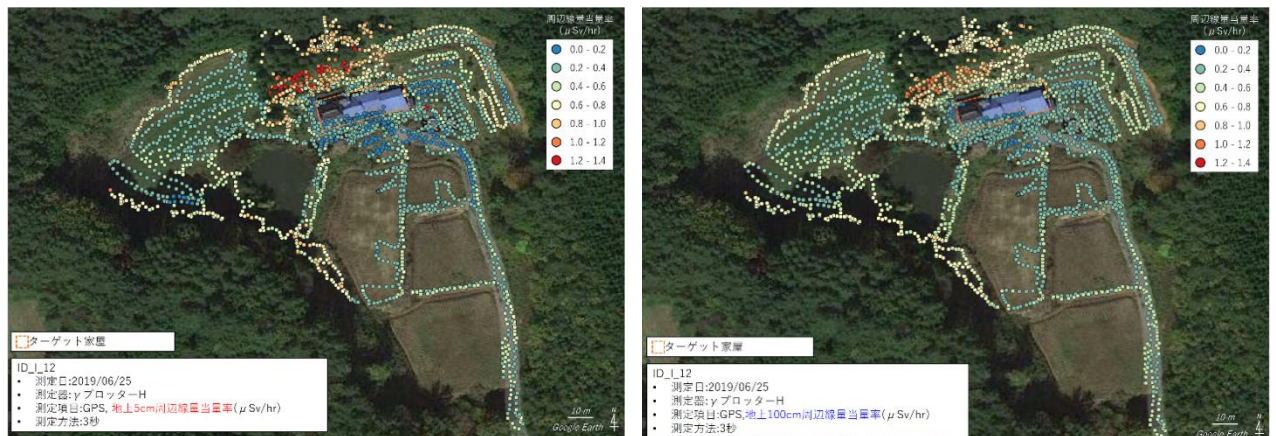 周辺線量当量率
(μSv/hr)
0.0 - 0.2
0.2 - 0.4
0.4 - 0.6
0.6 - 0.8
0.8 - 1.0
1.0 - 1.2
1.2 - 1.4
ターゲット家屋
ID_I_12
• 測定日:2019/06/25
• 測定器:γプロッターH
• 測定項目:GPS, 地上5cm周辺線量当量率(μSv/hr)
• 測定方法:3秒
10 m
Google Earth
N
周辺線量当量率
(μSv/hr)
0.0 - 0.2
0.2 - 0.4
0.4 - 0.6
0.6 - 0.8
0.8 - 1.0
1.0 - 1.2
1.2 - 1.4
ターゲット家屋
ID_I_12
• 測定日:2019/06/25
• 測定器:γプロッターH
• 測定項目:GPS,地上100cm周辺線量当量率(μSv/hr)
• 測定方法:3秒
10 m
Google Earth
N